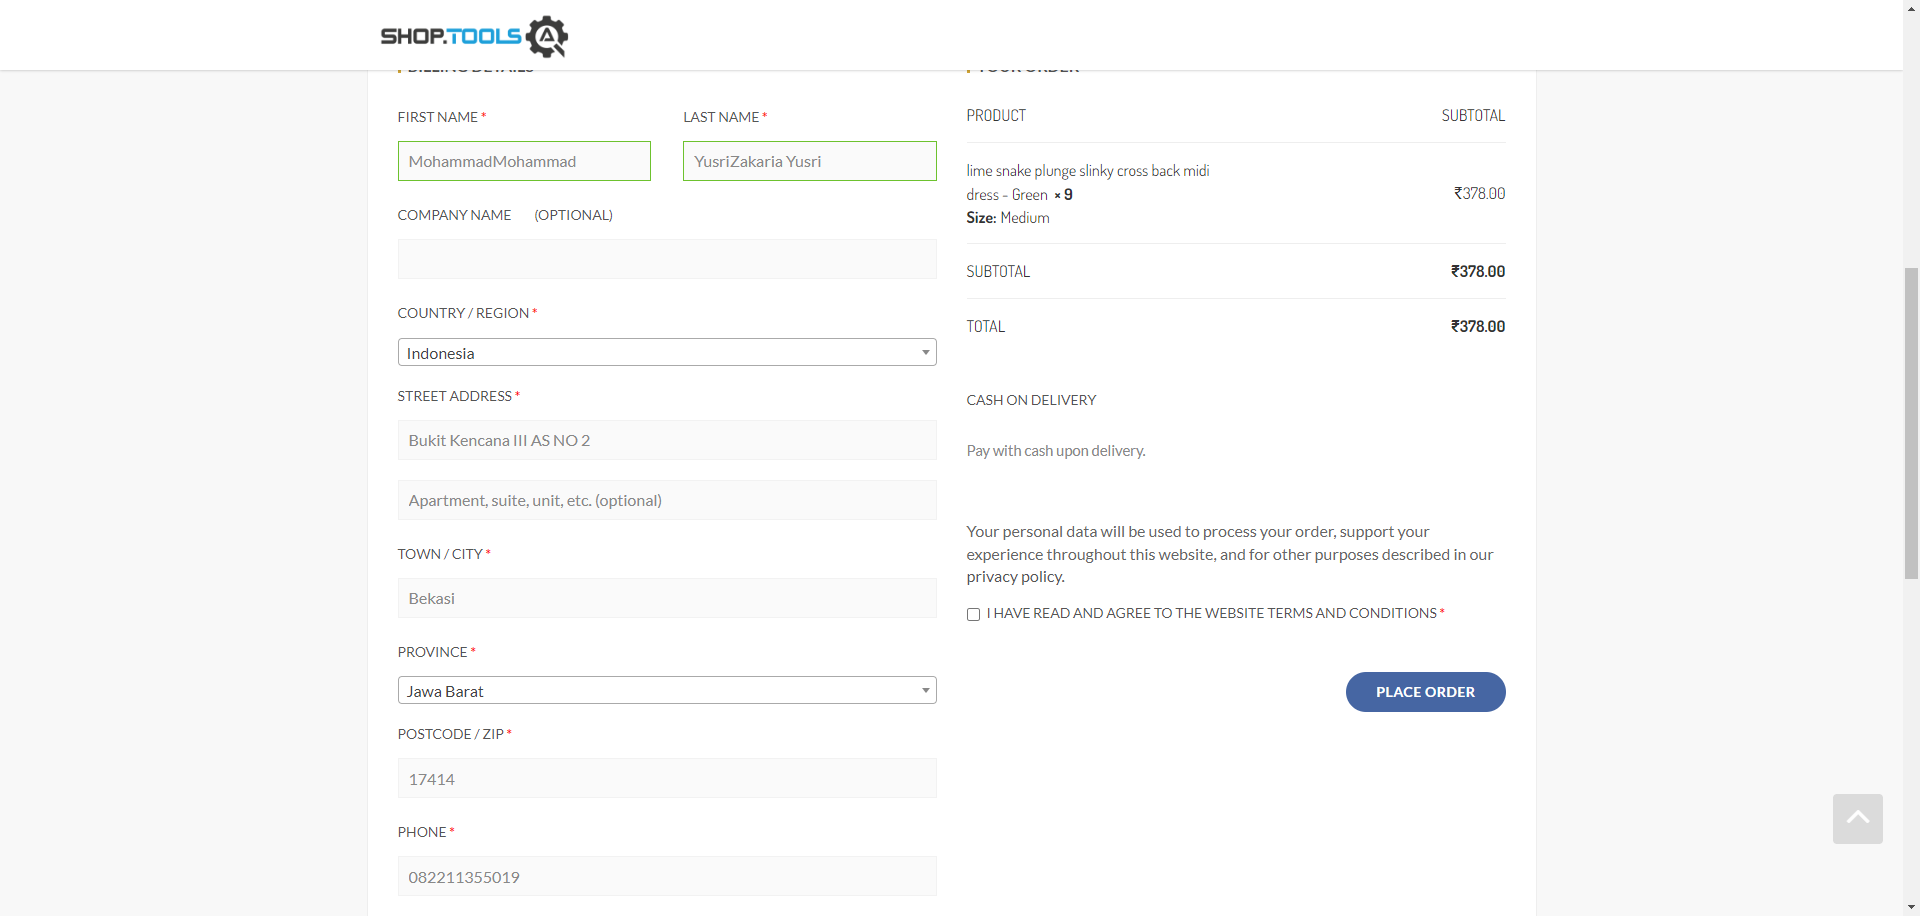 SHOP.TOOLS
BILLING DETAILS
FIRST NAME *
LAST NAME *
MohammadMohammad
YusriZakaria Yusri
COMPANY NAME (OPTIONAL)
COUNTRY / REGION *
Indonesia
STREET ADDRESS *
Bukit Kencana III AS NO 2
Apartment, suite, unit, etc. (optional)
TOWN / CITY *
Bekasi
PROVINCE *
Jawa Barat
POSTCODE / ZIP *
17414
PHONE *
082211355019
YOUR ORDER
PRODUCT SUBTOTAL
lime snake plunge slinky cross back midi
dress - Green × 9
₹378.00
Size: Medium
SUBTOTAL ₹378.00
TOTAL ₹378.00
CASH ON DELIVERY
Pay with cash upon delivery.
Your personal data will be used to process your order, support your
experience throughout this website, and for other purposes described in our
privacy policy.
I HAVE READ AND AGREE TO THE WEBSITE TERMS AND CONDITIONS *
PLACE ORDER